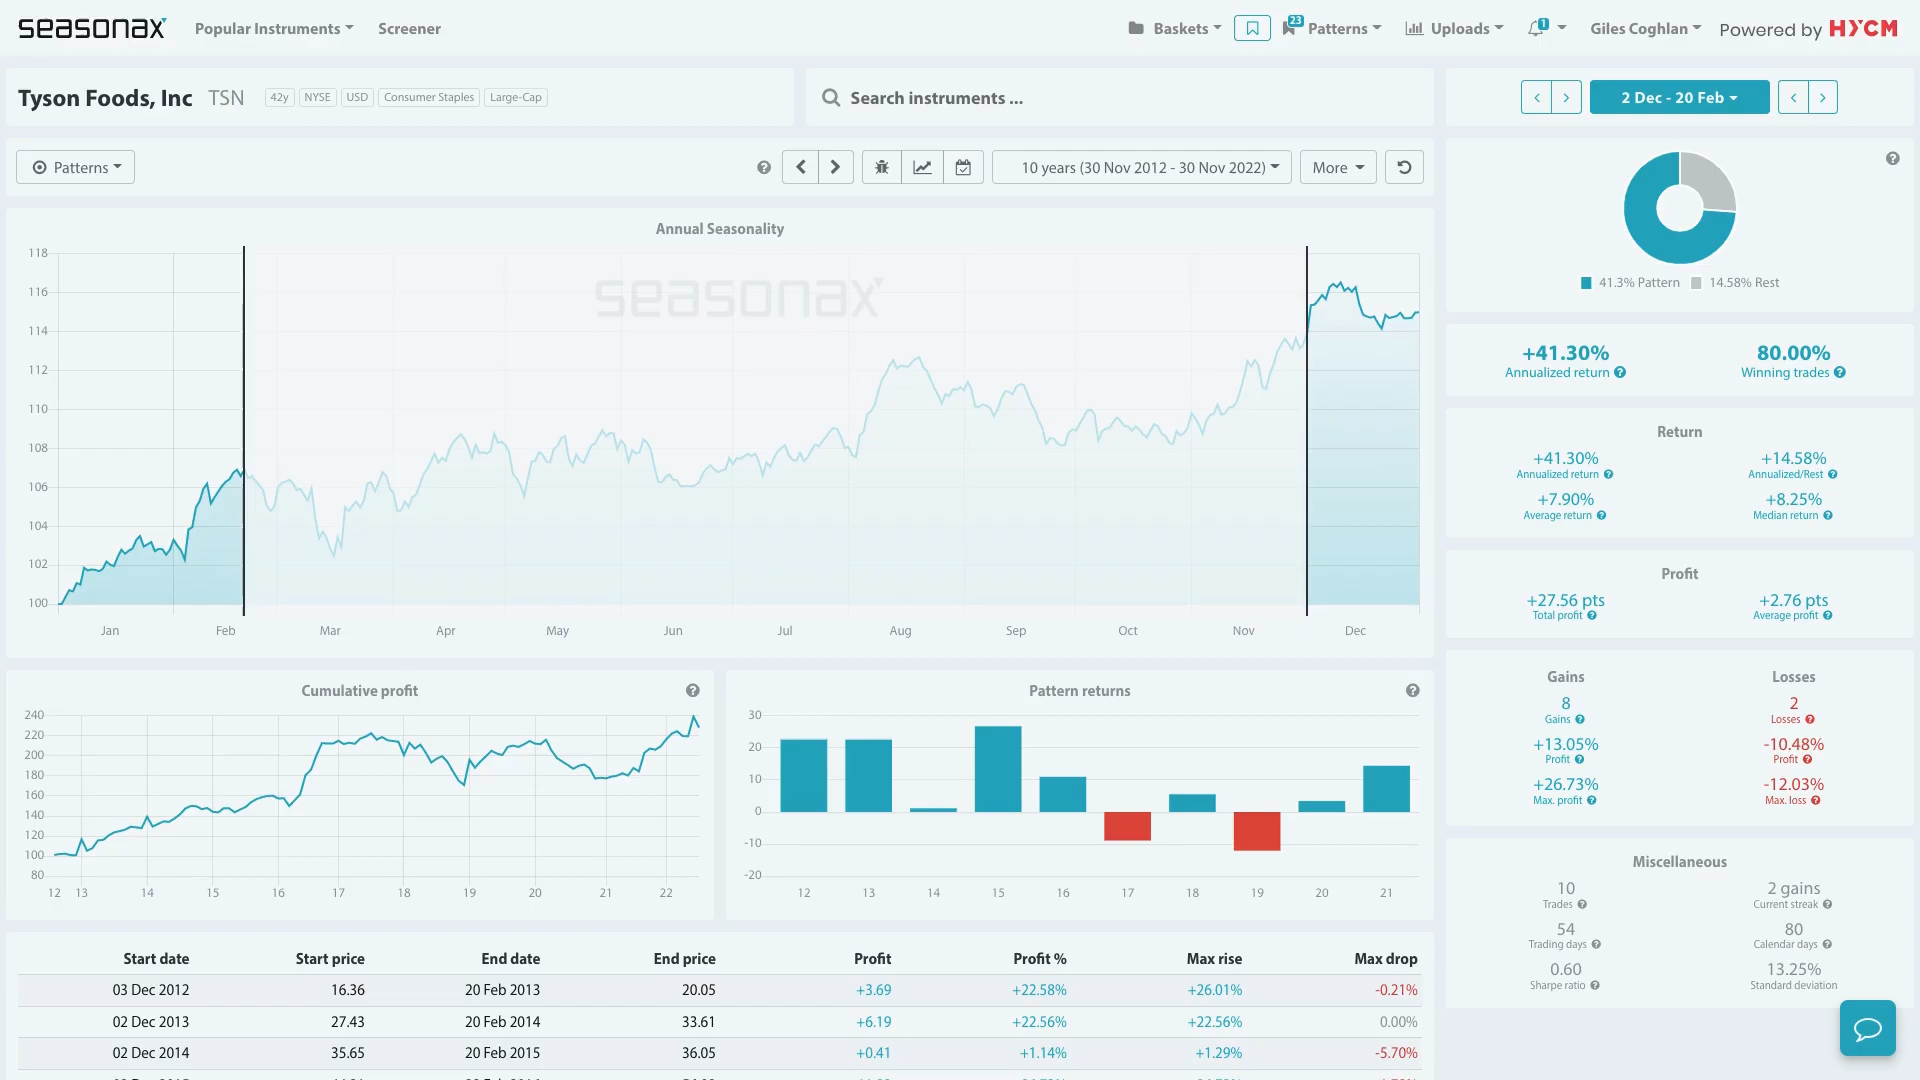 seasonax Popular Instruments Screener Baskets 23 Patterns Uploads 1 Giles Coghlan Powered by HYCM
Tyson Foods, Inc TSN 42y NYSE USD Consumer Staples Large-Cap
Search instruments ...
2 Dec - 20 Feb
Patterns
10 years (30 Nov 2012 - 30 Nov 2022) More
Annual Seasonality
seasonax
118
116
114
112
110
108
106
104
102
100
Jan Feb Mar Apr May Jun Jul Aug Sep Oct Nov Dec
41.3% Pattern 14.58% Rest
+41.30% 80.00%
Annualized return Winning trades
Return
+41.30% +14.58%
Annualized return Annualized/Rest
+7.90% +8.25%
Average return Median return
Profit
+27.56 pts +2.76 pts
Total profit Average profit
Gains Losses
8 2
Gains Losses
+13.05% -10.48%
Profit Profit
+26.73% -12.03%
Max. profit Max. loss
Miscellaneous
10 2 gains
Trades Current streak
54 80
Trading days Calendar days
0.60 13.25%
Sharpe ratio Standard deviation
Cumulative profit
240
220
200
180
160
140
120
100
80
12 13 14 15 16 17 18 19 20 21 22
Pattern returns
30
20
10
0
-10
-20
12 13 14 15 16 17 18 19 20 21
Start date Start price End date End price Profit Profit % Max rise Max drop
03 Dec 2012 16.36 20 Feb 2013 20.05 +3.69 +22.58% +26.01% -0.21%
02 Dec 2013 27.43 20 Feb 2014 33.61 +6.19 +22.56% +22.56% 0.00%
02 Dec 2014 35.65 20 Feb 2015 36.05 +0.41 +1.14% +1.29% -5.70%